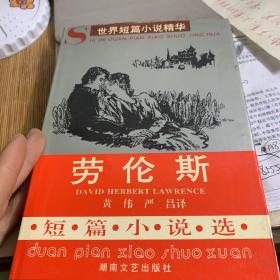 世界短篇小说精华
SHI JIE DUAN PIAN XIAO SHUO JING HUA
劳伦斯
DAVID HERBERT LAWRENCE
黄伟 严吕译
·短·篇·小·说·选·
duan pian xiao shuo xuan
湖南文艺出版社